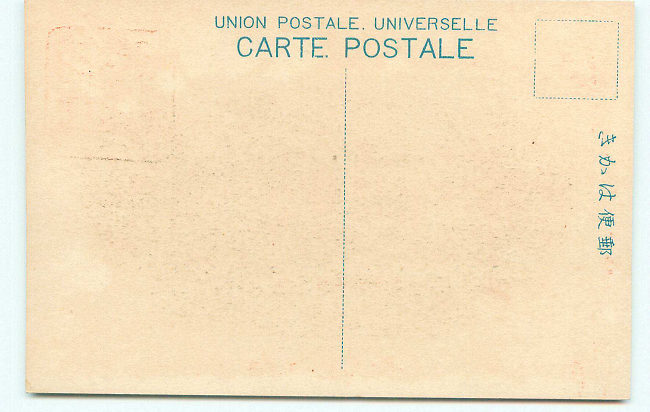 UNION POSTALE. UNIVERSELLE
CARTE. POSTALE
郵便はかき